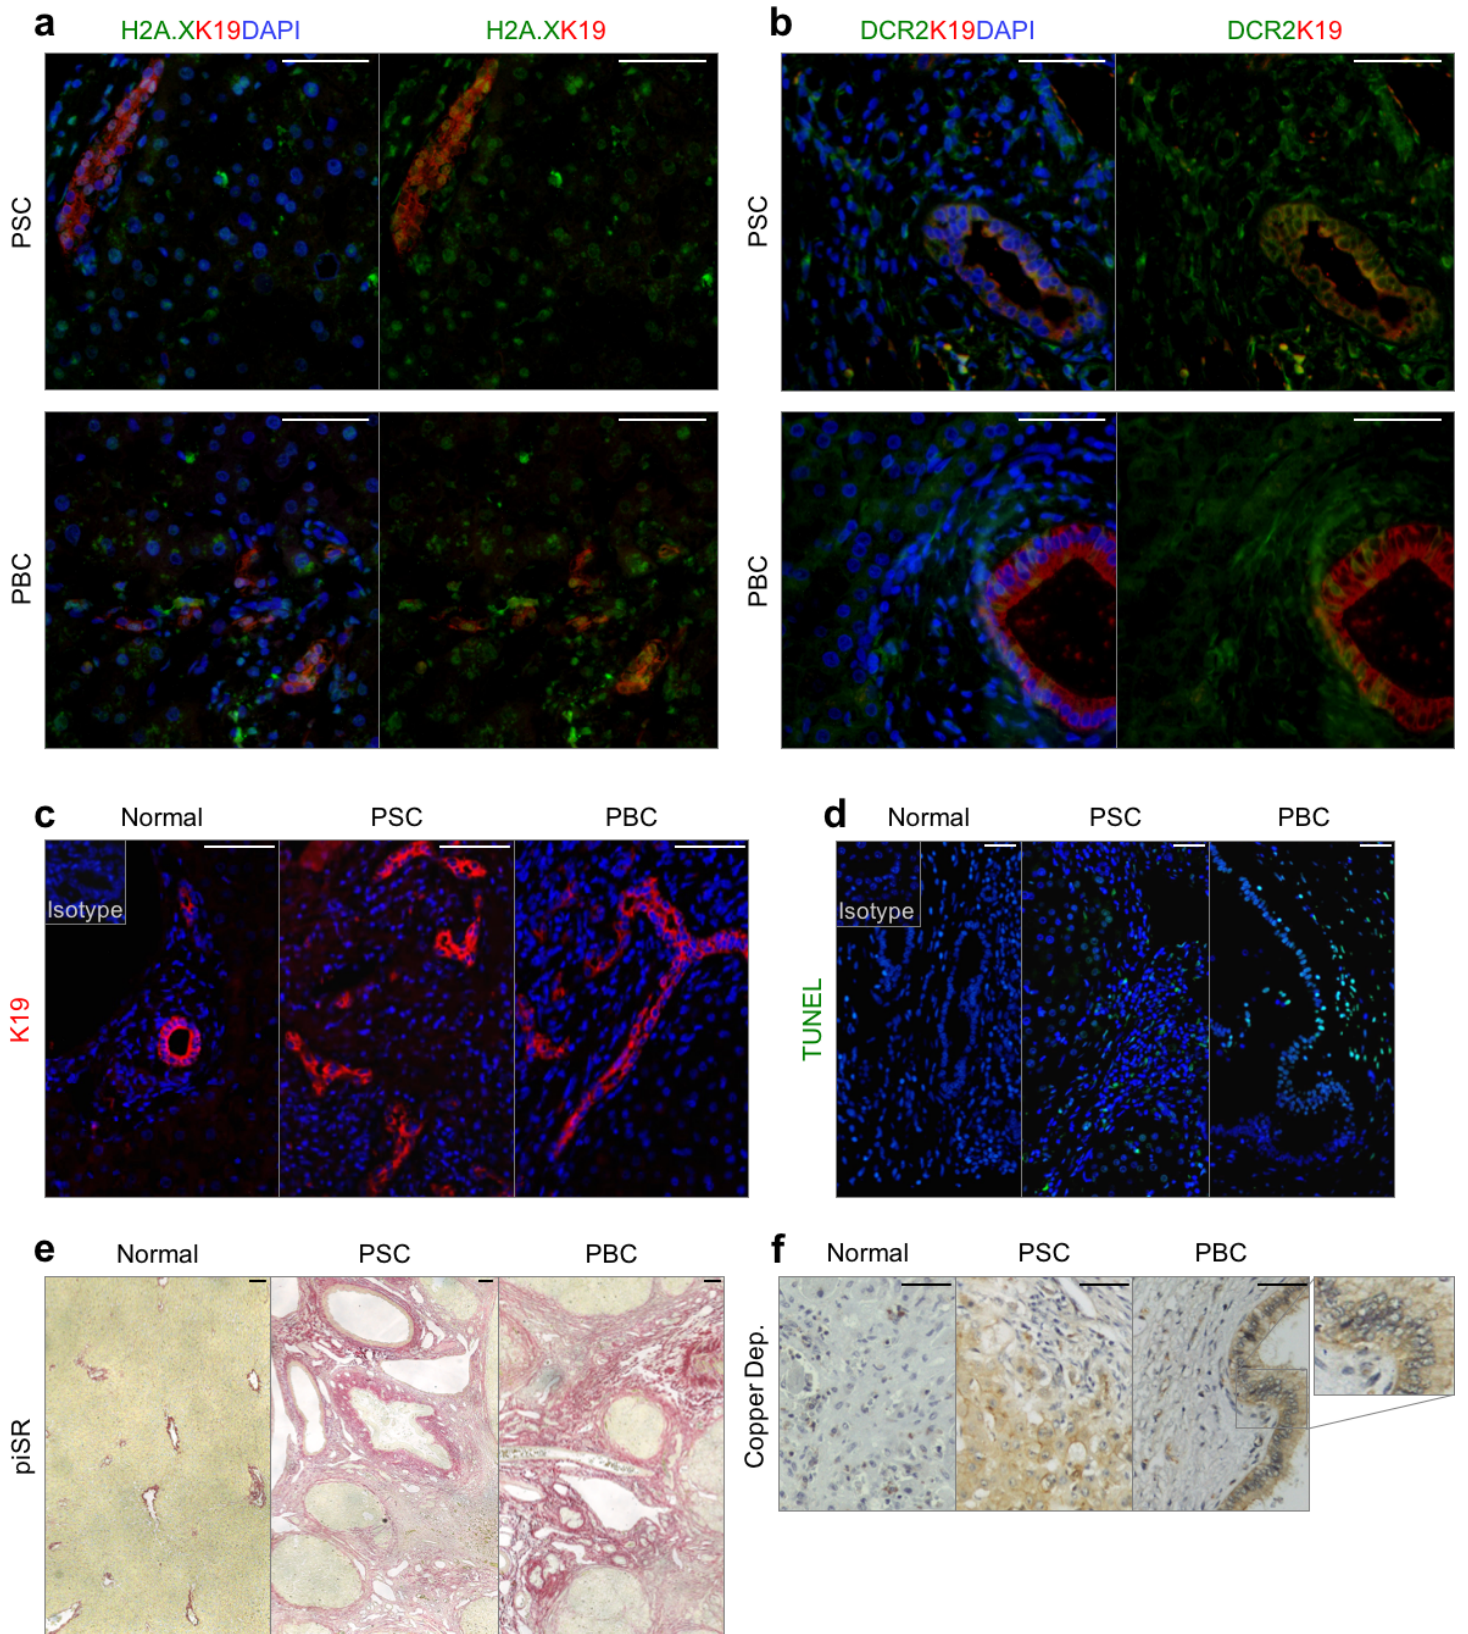 a
H2A.XK19DAPI
H2A.XK19
b
DCR2K19DAPI
DCR2K19
PSC
PSC
PBC
PBC
c
Normal
PSC
PBC
d
Normal
PSC
PBC
Isotype
Isotype
K19
TUNEL
e
Normal
PSC
PBC
f
Normal
PSC
PBC
piSR
Copper Dep.